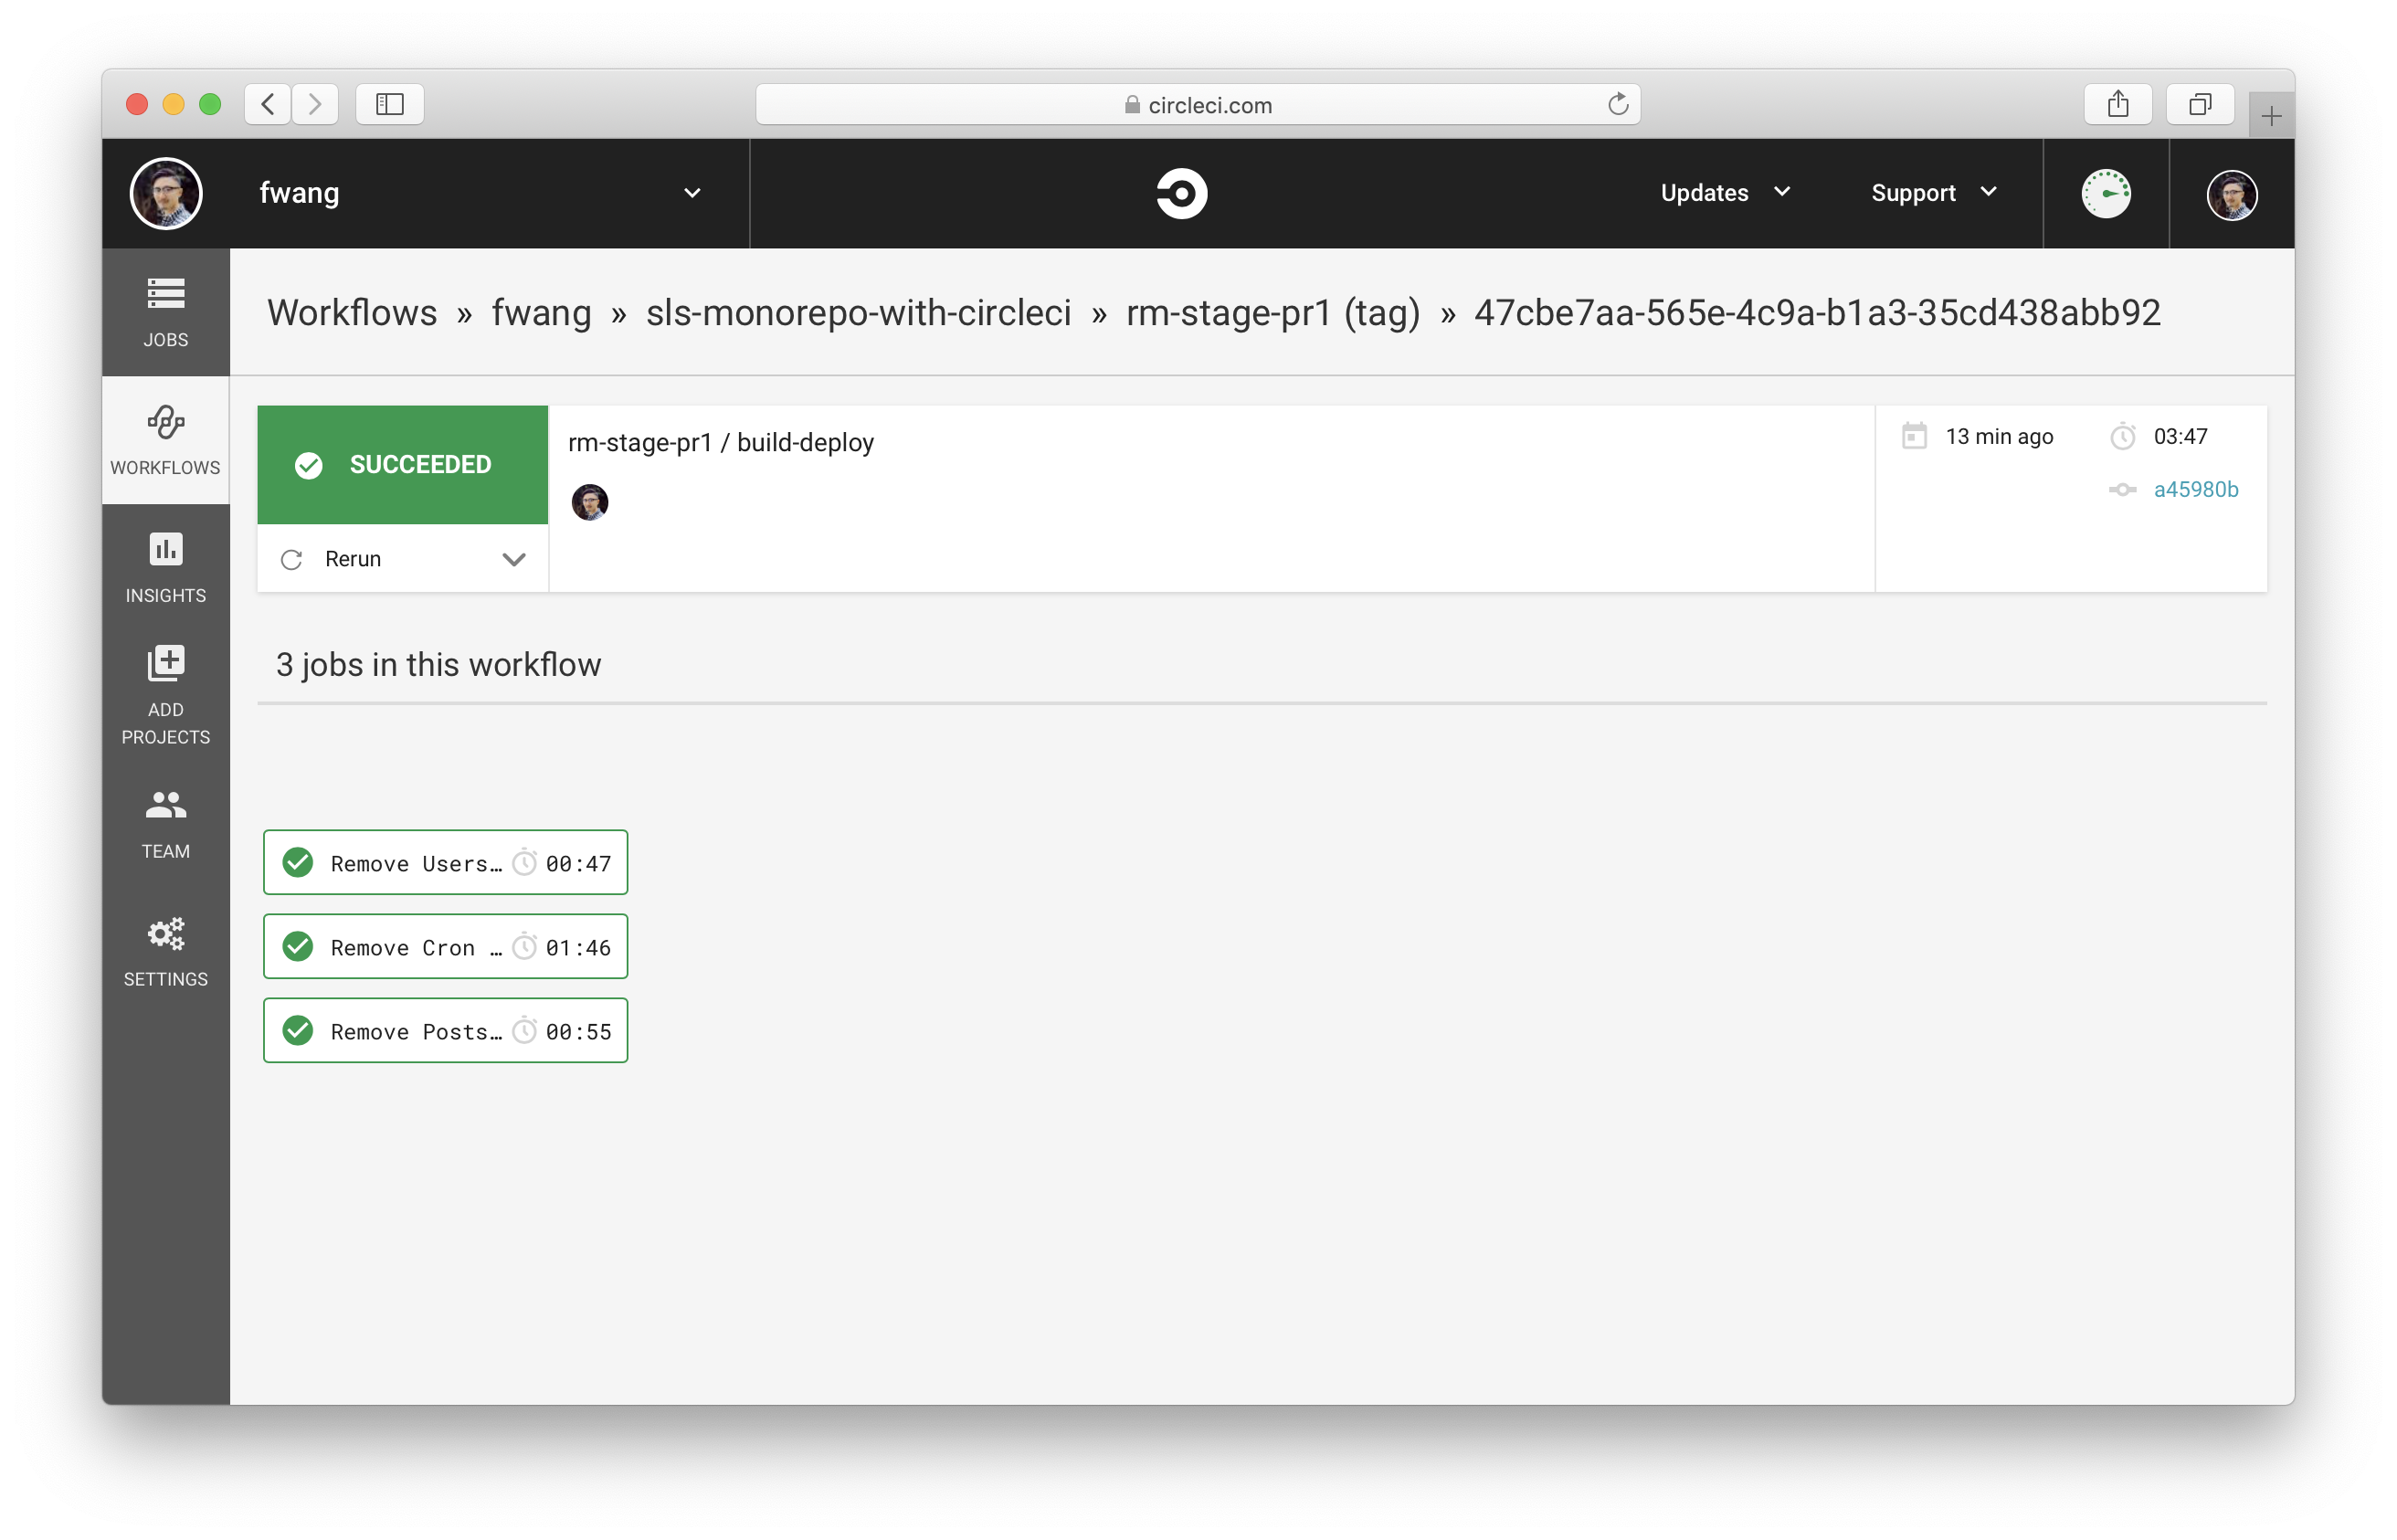 circleci.com
fwang
Updates
Support
JOBS
WORKFLOWS
INSIGHTS
ADD
PROJECTS
TEAM
SETTINGS
Workflows » fwang » sls-monorepo-with-circleci » rm-stage-pr1 (tag) » 47cbe7aa-565e-4c9a-b1a3-35cd438abb92
SUCCEEDED
Rerun
rm-stage-pr1 / build-deploy
13 min ago
03:47
a45980b
3 jobs in this workflow
Remove Users… 00:47
Remove Cron … 01:46
Remove Posts… 00:55